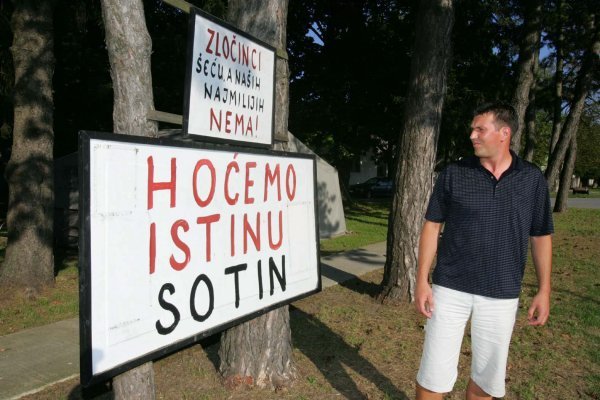 ZLOČINCI
ŠEĆU, A NAŠIH
NAJMILIJIH
NEMA!
HOĆEMO
ISTINU
SOTIN